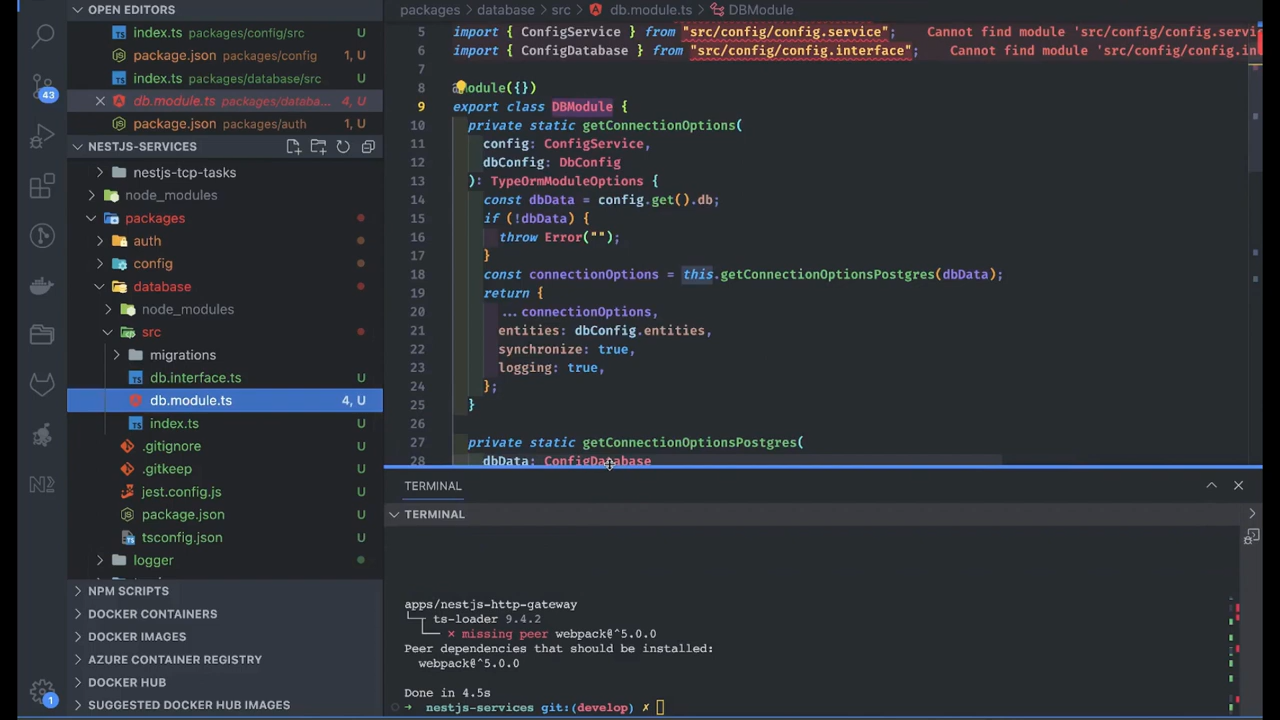 OPEN EDITORS
index.ts packages/config/src U
package.json packages/config 1, U
index.ts packages/database/src U
db.module.ts packages/databa... 4, U
package.json packages/auth 1, U
NESTJS-SERVICES
nestjs-tcp-tasks
node_modules
packages
auth
config
database
node_modules
src
migrations
db.interface.ts U
db.module.ts 4, U
index.ts U
.gitignore U
.gitkeep U
jest.config.js U
package.json U
tsconfig.json U
logger
NPM SCRIPTS
DOCKER CONTAINERS
DOCKER IMAGES
AZURE CONTAINER REGISTRY
DOCKER HUB
SUGGESTED DOCKER HUB IMAGES
43
1
packages > database > src > db.module.ts > DBModule
5 import { ConfigService } from "src/config/config.service"; Cannot find module 'src/config/config.servi
6 import { ConfigDatabase } from "src/config/config.interface"; Cannot find module 'src/config/config.in
7
8 @Module({})
9 export class DBModule {
10 private static getConnectionOptions(
11 config: ConfigService,
12 dbConfig: DbConfig
13 ): TypeOrmModuleOptions {
14 const dbData = config.get().db;
15 if (!dbData) {
16 throw Error("");
17 }
18 const connectionOptions = this.getConnectionOptionsPostgres(dbData);
19 return {
20 ...connectionOptions,
21 entities: dbConfig.entities,
22 synchronize: true,
23 logging: true,
24 };
25 }
26
27 private static getConnectionOptionsPostgres(
28 dbData: ConfigDatabase
TERMINAL
TERMINAL
apps/nestjs-http-gateway
└─┬ ts-loader 9.4.2
└── ✕ missing peer webpack@^5.0.0
Peer dependencies that should be installed:
webpack@^5.0.0
Done in 4.5s
→ nestjs-services git:(develop) ✗